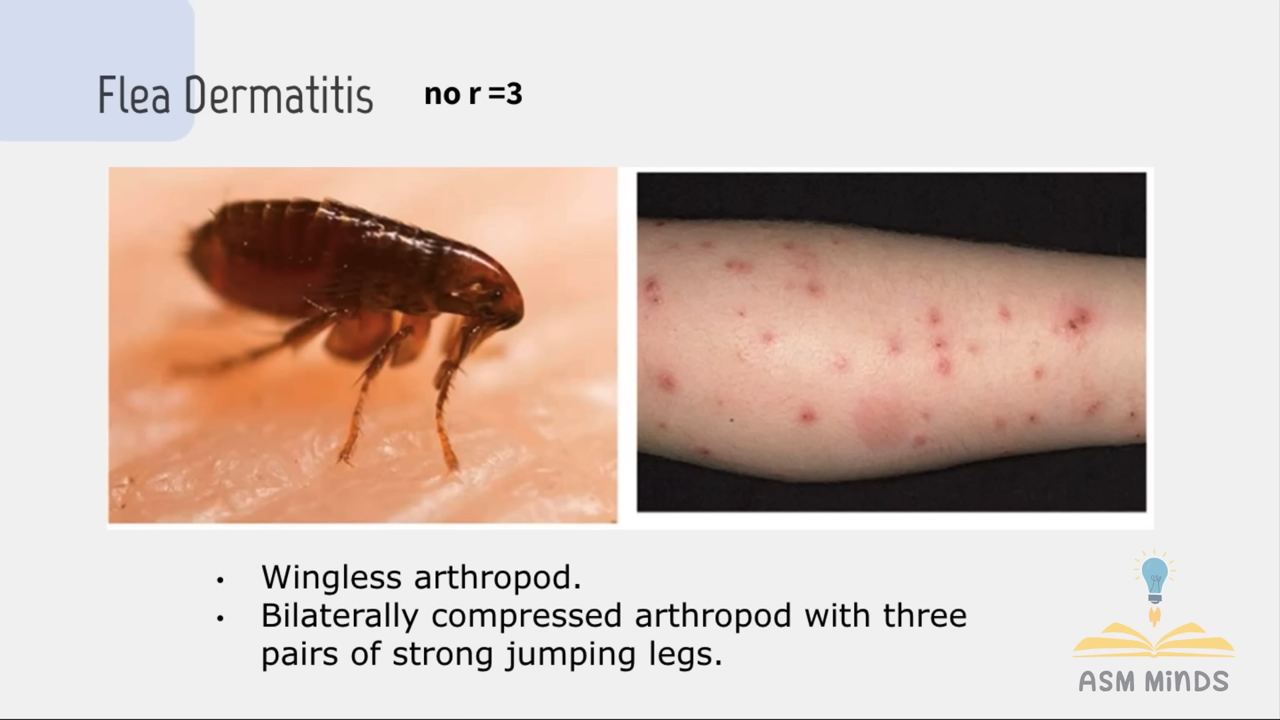 Flea Dermatitis no r =3
• Wingless arthropod.
• Bilaterally compressed arthropod with three
pairs of strong jumping legs.
ASM MiNDS